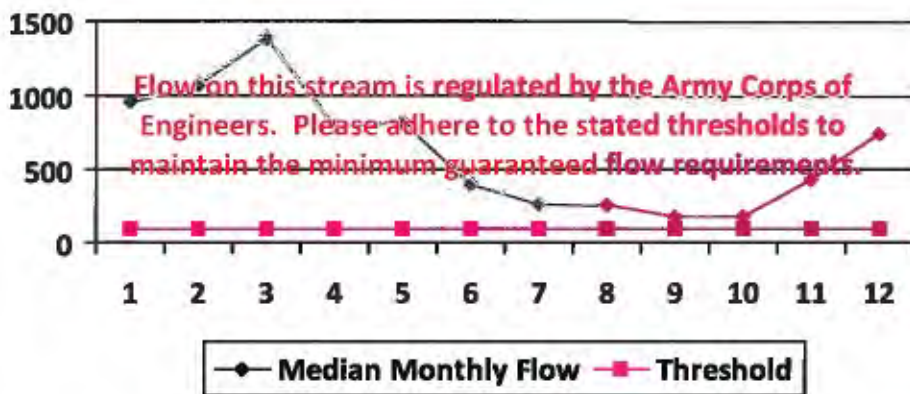 1500
1000
500
0
Flow on this stream is regulated by the Army Corps of
Engineers. Please adhere to the stated thresholds to
maintain the minimum guaranteed flow requirements.
1 2 3 4 5 6 7 8 9 10 11 12
Median Monthly Flow Threshold